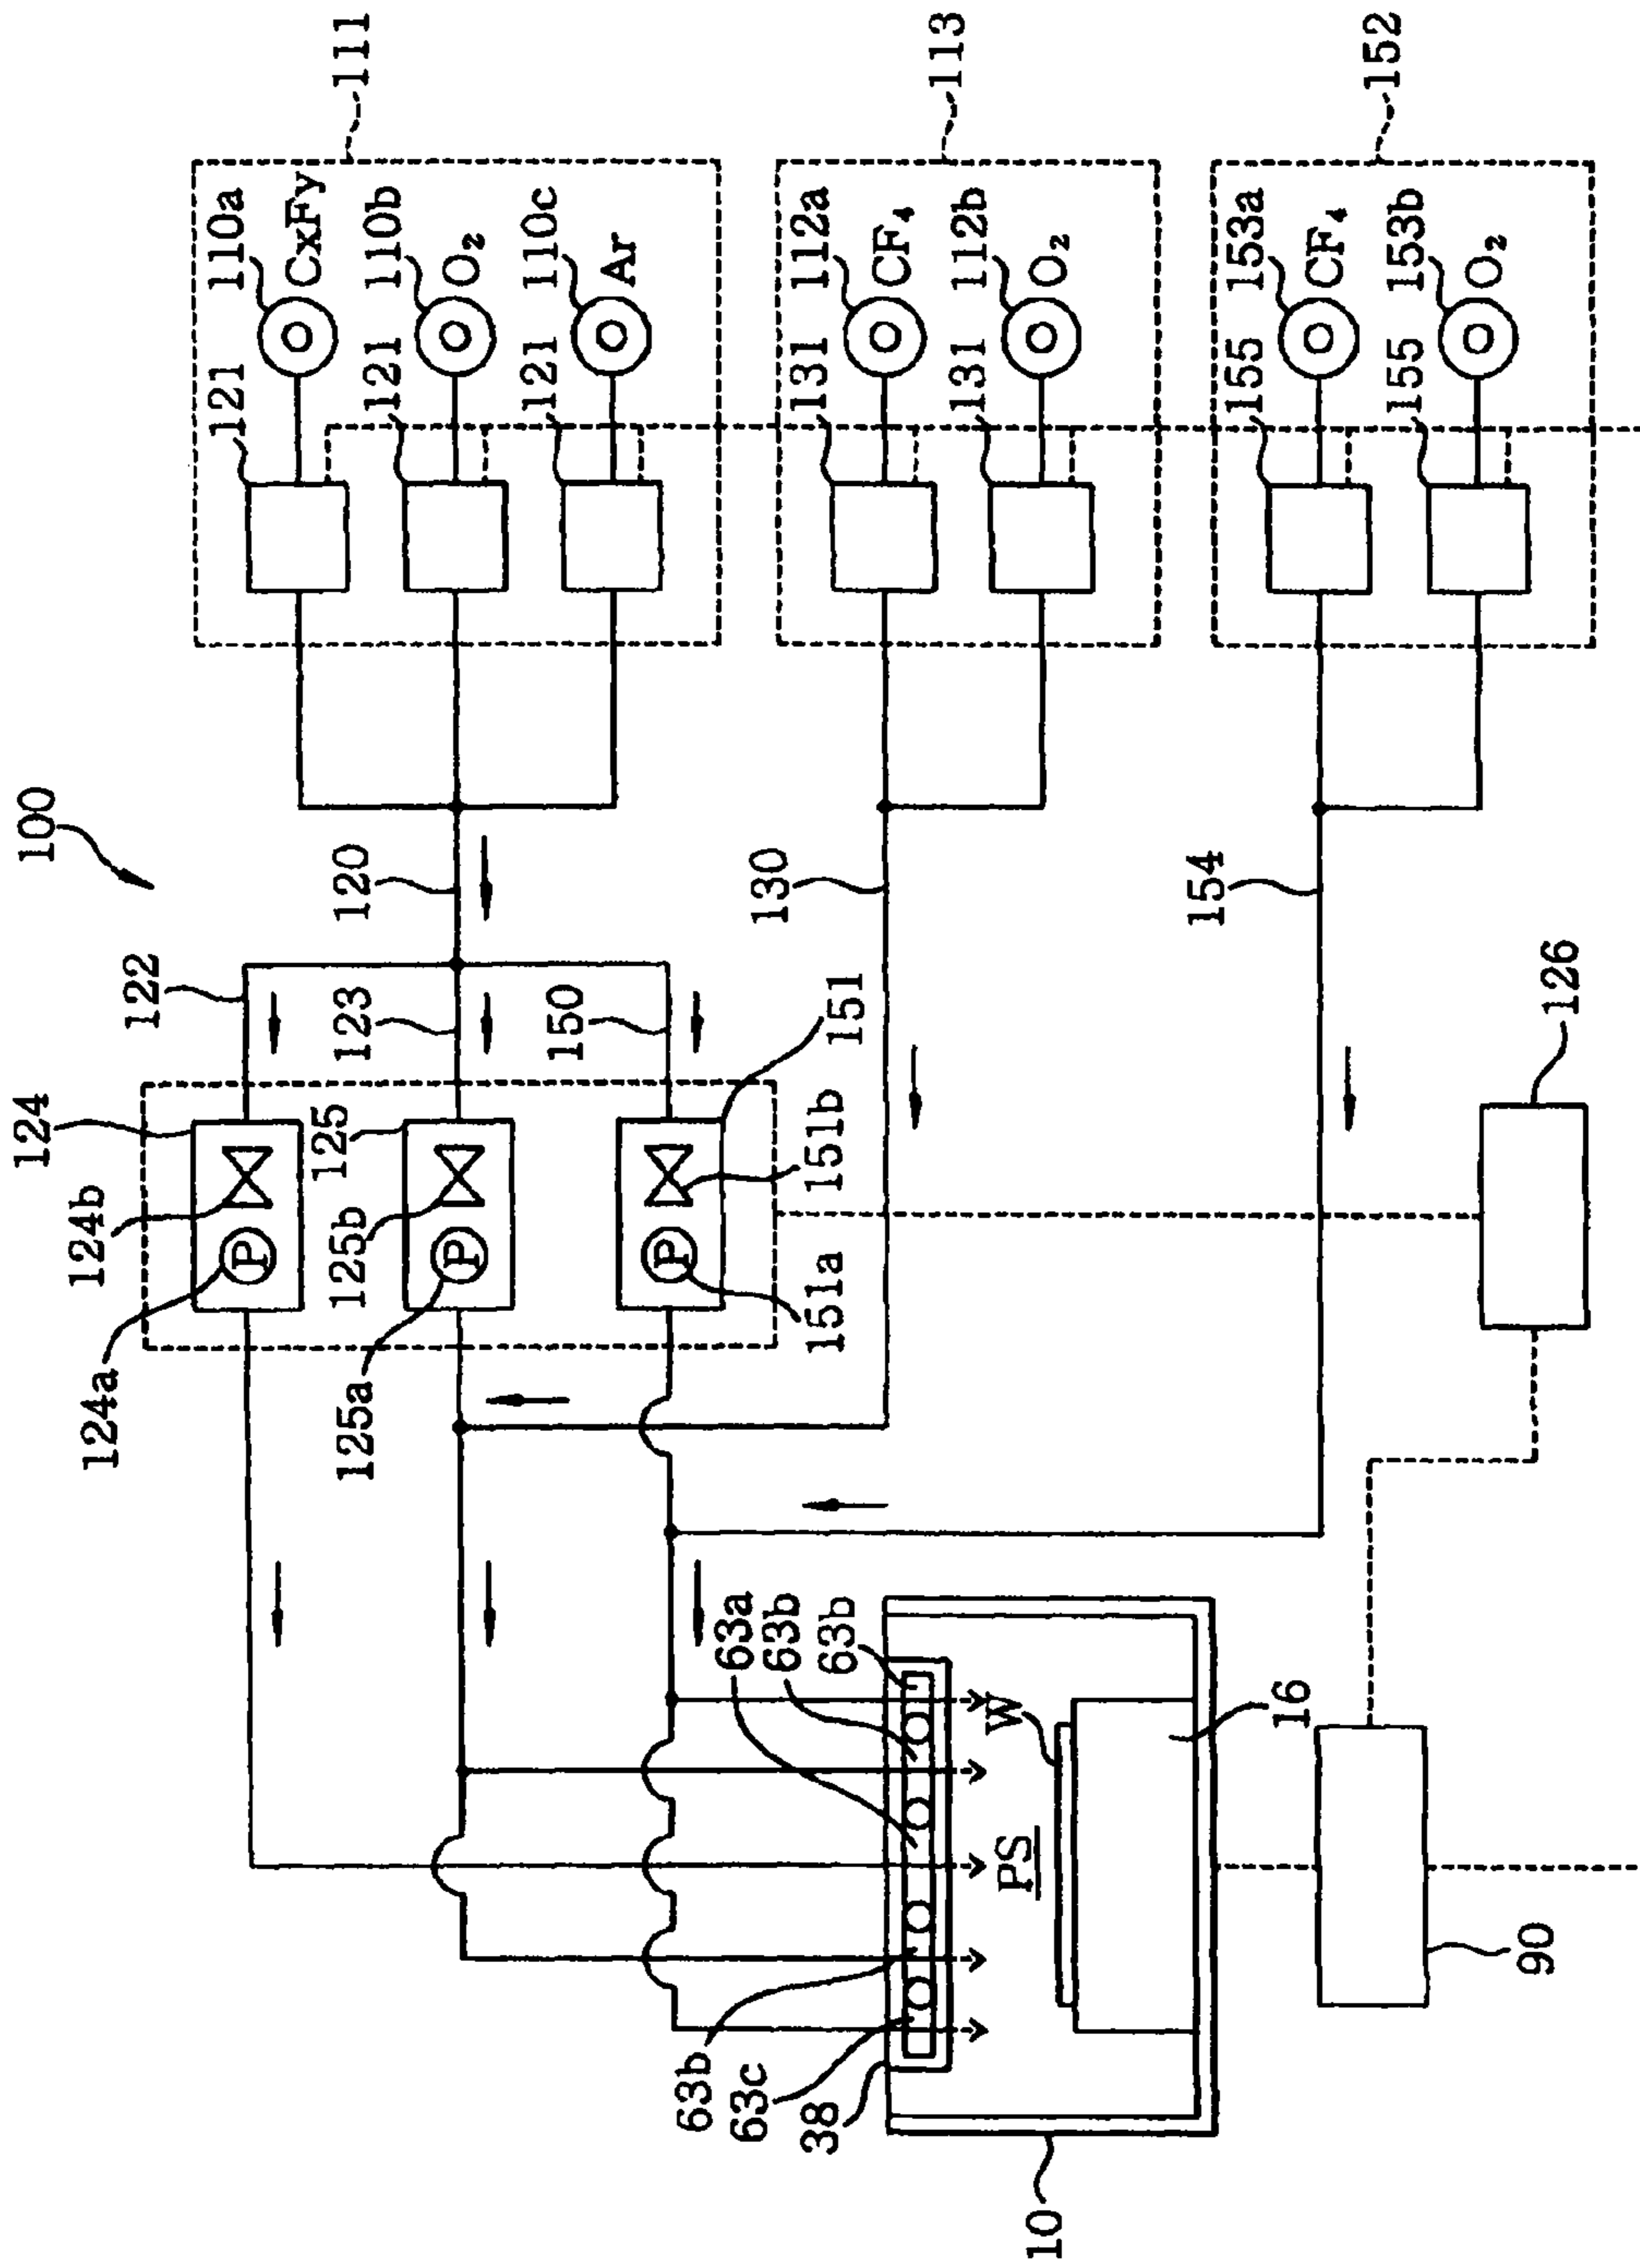 100
111
110a
CxFy
121
110b
O₂
121
110c
Ar
121
113
112a
CF₄
131
112b
O₂
131
152
153a
CF₄
155
153b
O₂
155
120
122
123
150
130
154
124
124b
124a
P
125
125b
125a
P
151
151b
151a
P
126
63a
63b
63b
W
PS
16
63b
63c
38
10
90